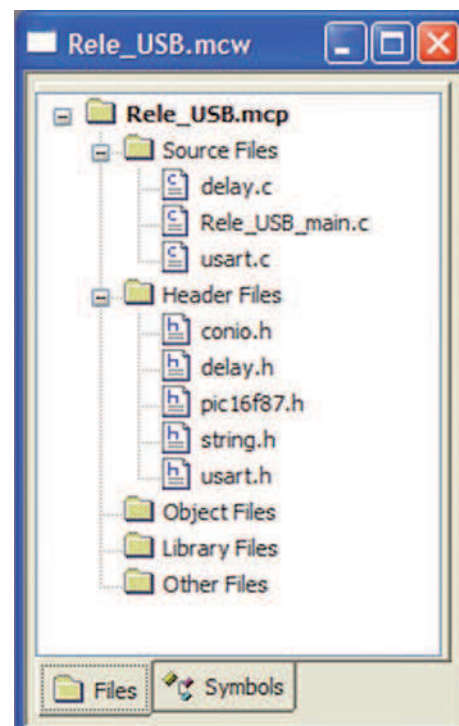 Rele_USB.mcw
Rele_USB.mcp
Source Files
delay.c
Rele_USB_main.c
usart.c
Header Files
conio.h
delay.h
pic16f87.h
string.h
usart.h
Object Files
Library Files
Other Files
Files Symbols